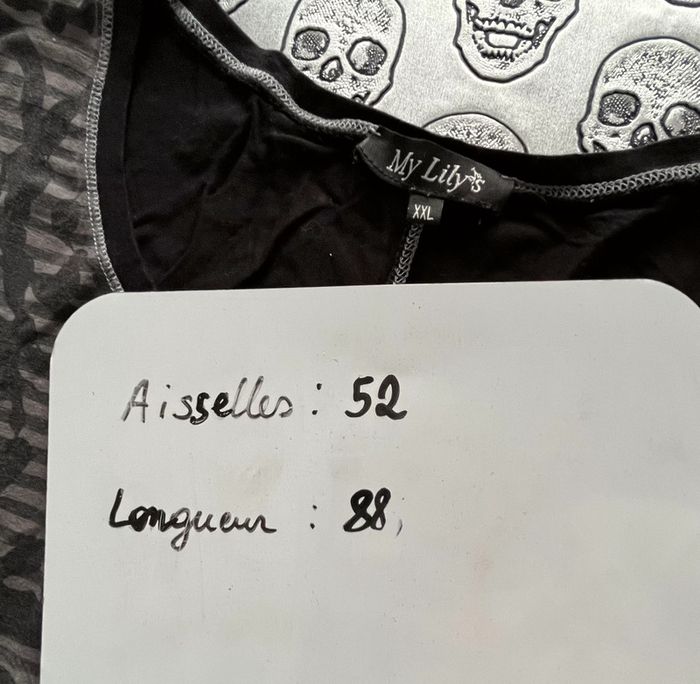 My Lily's
XXL
Aisselles : 52
Longueur : 88,